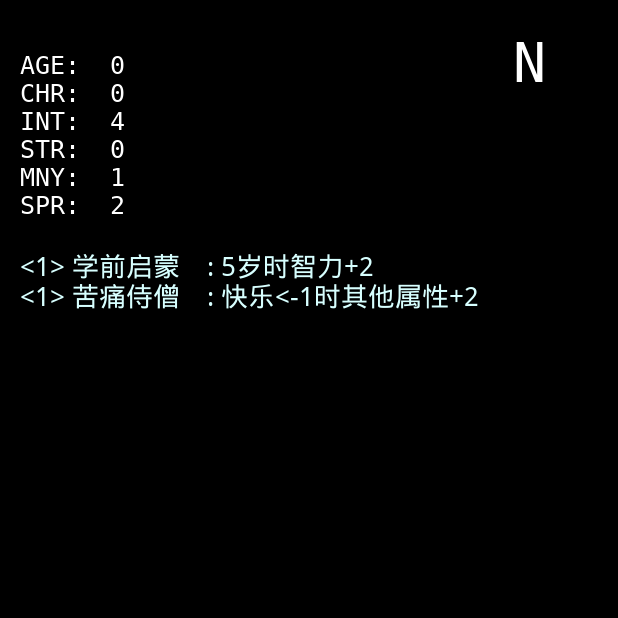 N
AGE: 0
CHR: 0
INT: 4
STR: 0
MNY: 1
SPR: 2
<1> 学前启蒙 : 5岁时智力+2
<1> 苦痛侍僧 : 快乐<-1时其他属性+2